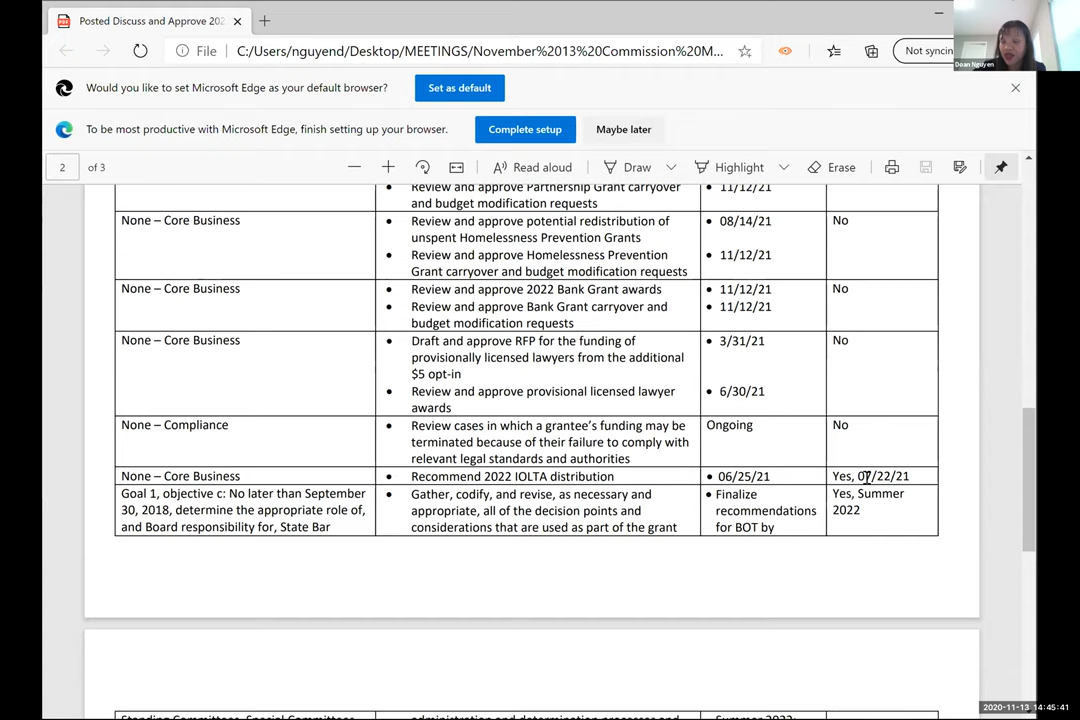 Posted Discuss and Approve 202
Doan Nguyen
File
C:/Users/nguyend/Desktop/MEETINGS/November%2013%20Commission%20M...
Not syncin
Would you like to set Microsoft Edge as your default browser?
Set as default
To be most productive with Microsoft Edge, finish setting up your browser.
Complete setup
Maybe later
2
of 3
Read aloud
Draw
Highlight
Erase
• Review and approve Partnership Grant carryover
and budget modification requests
• 11/12/21
None – Core Business
• Review and approve potential redistribution of
unspent Homelessness Prevention Grants
• Review and approve Homelessness Prevention
Grant carryover and budget modification requests
• 08/14/21
• 11/12/21
No
None – Core Business
• Review and approve 2022 Bank Grant awards
• Review and approve Bank Grant carryover and
budget modification requests
• 11/12/21
• 11/12/21
No
None – Core Business
• Draft and approve RFP for the funding of
provisionally licensed lawyers from the additional
$5 opt-in
• Review and approve provisional licensed lawyer
awards
• 3/31/21
• 6/30/21
No
None – Compliance
• Review cases in which a grantee's funding may be
terminated because of their failure to comply with
relevant legal standards and authorities
Ongoing
No
None – Core Business
• Recommend 2022 IOLTA distribution
• 06/25/21
Yes, 07/22/21
Goal 1, objective c: No later than September
30, 2018, determine the appropriate role of,
and Board responsibility for, State Bar
• Gather, codify, and revise, as necessary and
appropriate, all of the decision points and
considerations that are used as part of the grant
• Finalize
recommendations
for BOT by
Yes, Summer
2022
Standing Committees, Special Committees
administration and determination processes and
Summer 2022;
2020-11-13 14:45:41